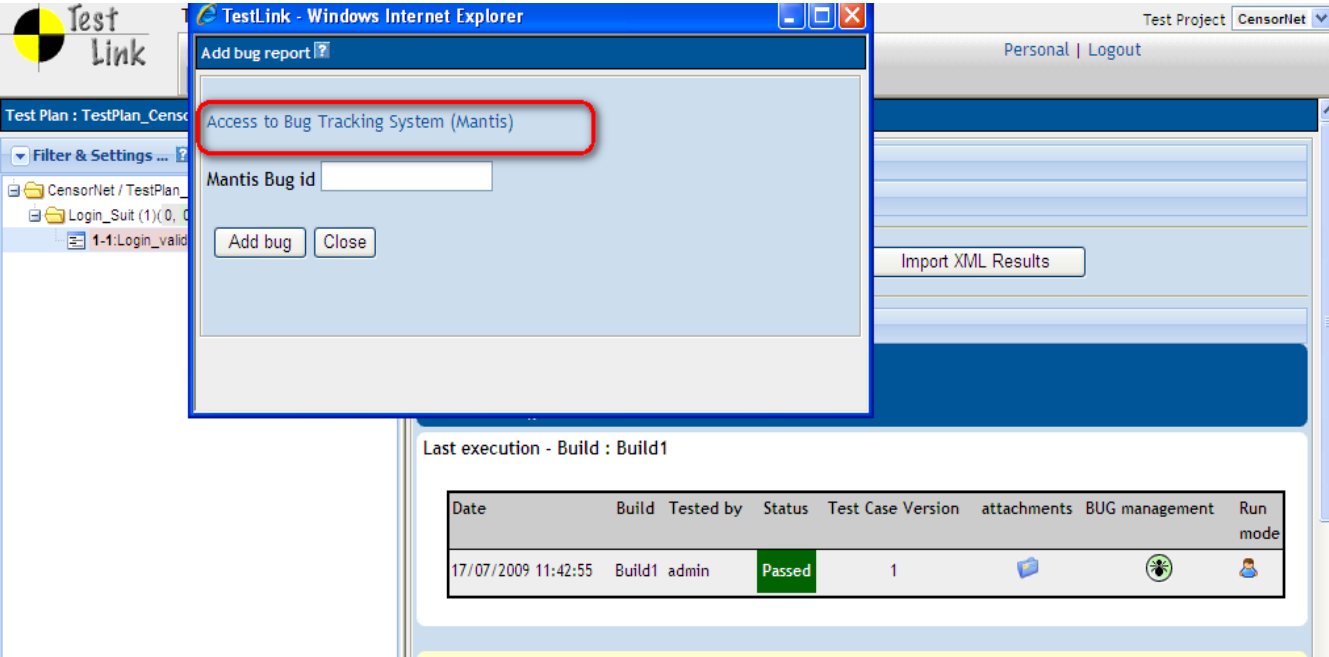 Test
Link
TestLink - Windows Internet Explorer
Test Project CensorNet
Add bug report ?
Personal | Logout
Test Plan : TestPlan_Censo
Access to Bug Tracking System (Mantis)
Filter & Settings ... ?
Mantis Bug id
CensorNet / TestPlan_
Login_Suit (1)(0, 0
1-1:Login_valid
Add bug Close
Import XML Results
Last execution - Build : Build1
Date Build Tested by Status Test Case Version attachments BUG management Run
mode
17/07/2009 11:42:55 Build1 admin Passed 1